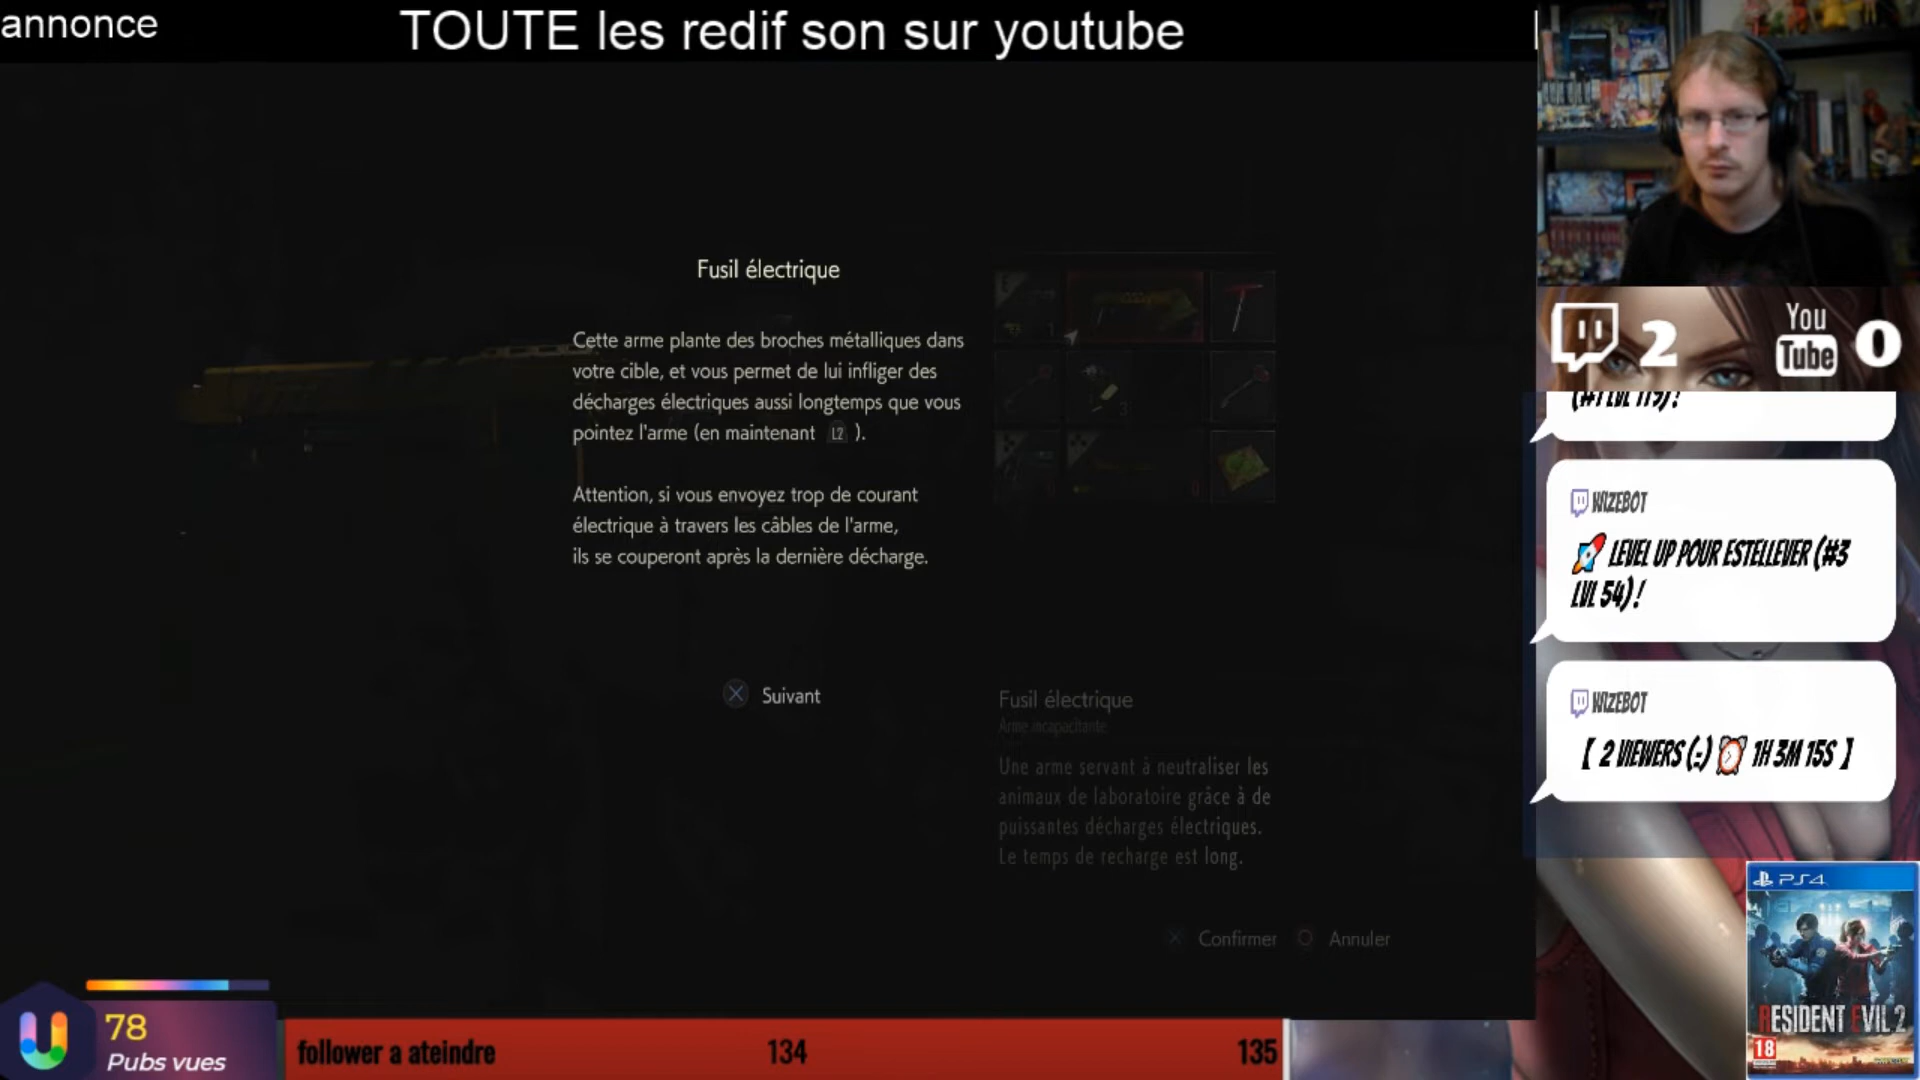 annonce
TOUTE les redif son sur youtube
Fusil électrique
Cette arme plante des broches métalliques dans
votre cible, et vous permet de lui infliger des
décharges électriques aussi longtemps que vous
pointez l'arme (en maintenant L2 ).
Attention, si vous envoyez trop de courant
électrique à travers les câbles de l'arme,
ils se couperont après la dernière décharge.
Suivant
Fusil électrique
Arme incapacitante
Une arme servant à neutraliser les
animaux de laboratoire grâce à de
puissantes décharges électriques.
Le temps de recharge est long.
Confirmer
Annuler
2
You
Tube
0
WIZEBOT
LEVEL UP POUR ESTELLEVER (#3
LVL 54) !
WIZEBOT
[ 2 VIEWERS (=) 1H 3M 15S ]
PS4
RESIDENT EVIL 2
18
78
Pubs vues
follower a ateindre
134
135